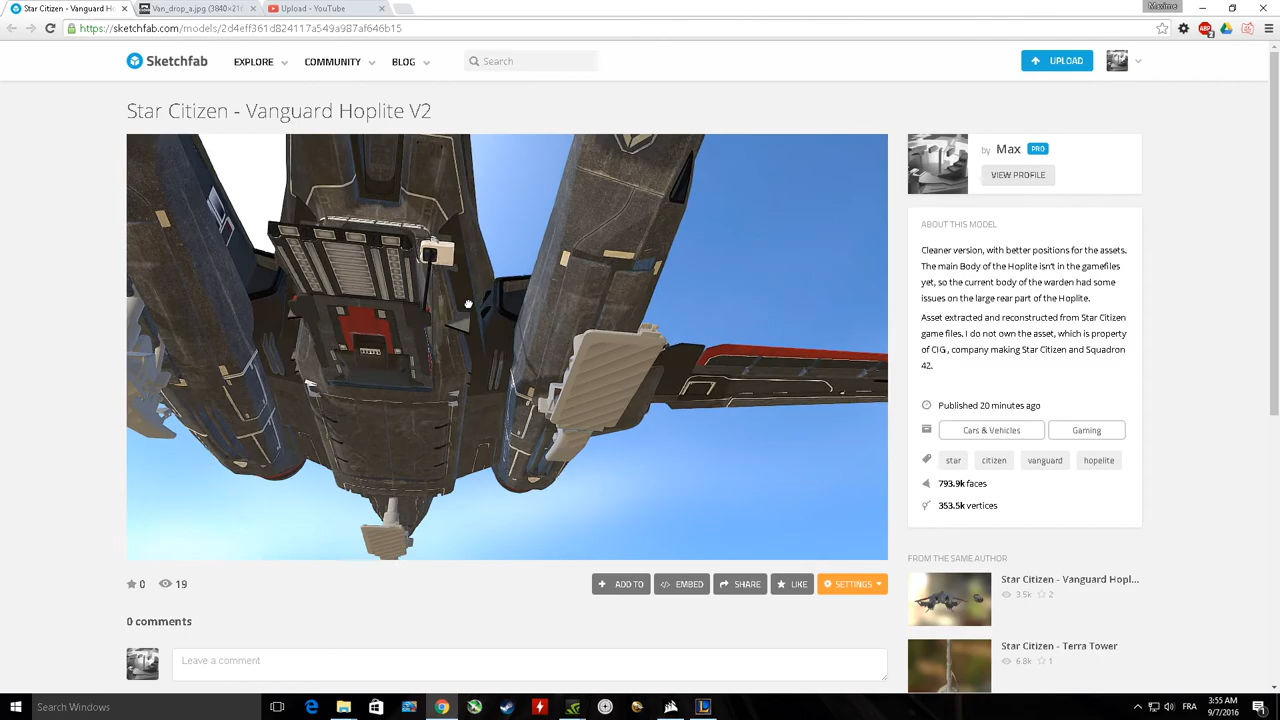 Star Citizen - Vanguard H
Van_drop_a.jpg (3840×216
Upload - YouTube
Maxime
https://sketchfab.com/models/2d4eff361d824117a549a987af646b15
Sketchfab
EXPLORE
COMMUNITY
BLOG
Search
UPLOAD
Star Citizen - Vanguard Hoplite V2
by Max PRO
VIEW PROFILE
ABOUT THIS MODEL
Cleaner version, with better positions for the assets.
The main Body of the Hoplite isn't in the gamefiles
yet, so the current body of the warden had some
issues on the large rear part of the Hoplite.
Asset extracted and reconstructed from Star Citizen
game files. I do not own the asset, which is property
of CIG, company making Star Citizen and Squadron
42.
Published 20 minutes ago
Cars & Vehicles
Gaming
star
citizen
vanguard
hopelite
793.9k faces
353.5k vertices
FROM THE SAME AUTHOR
Star Citizen - Vanguard Hopl...
3.5k 2
Star Citizen - Terra Tower
6.8k 1
0 19
ADD TO
EMBED
SHARE
LIKE
SETTINGS
0 comments
Leave a comment
Search Windows
FRA
3:55 AM
9/7/2016